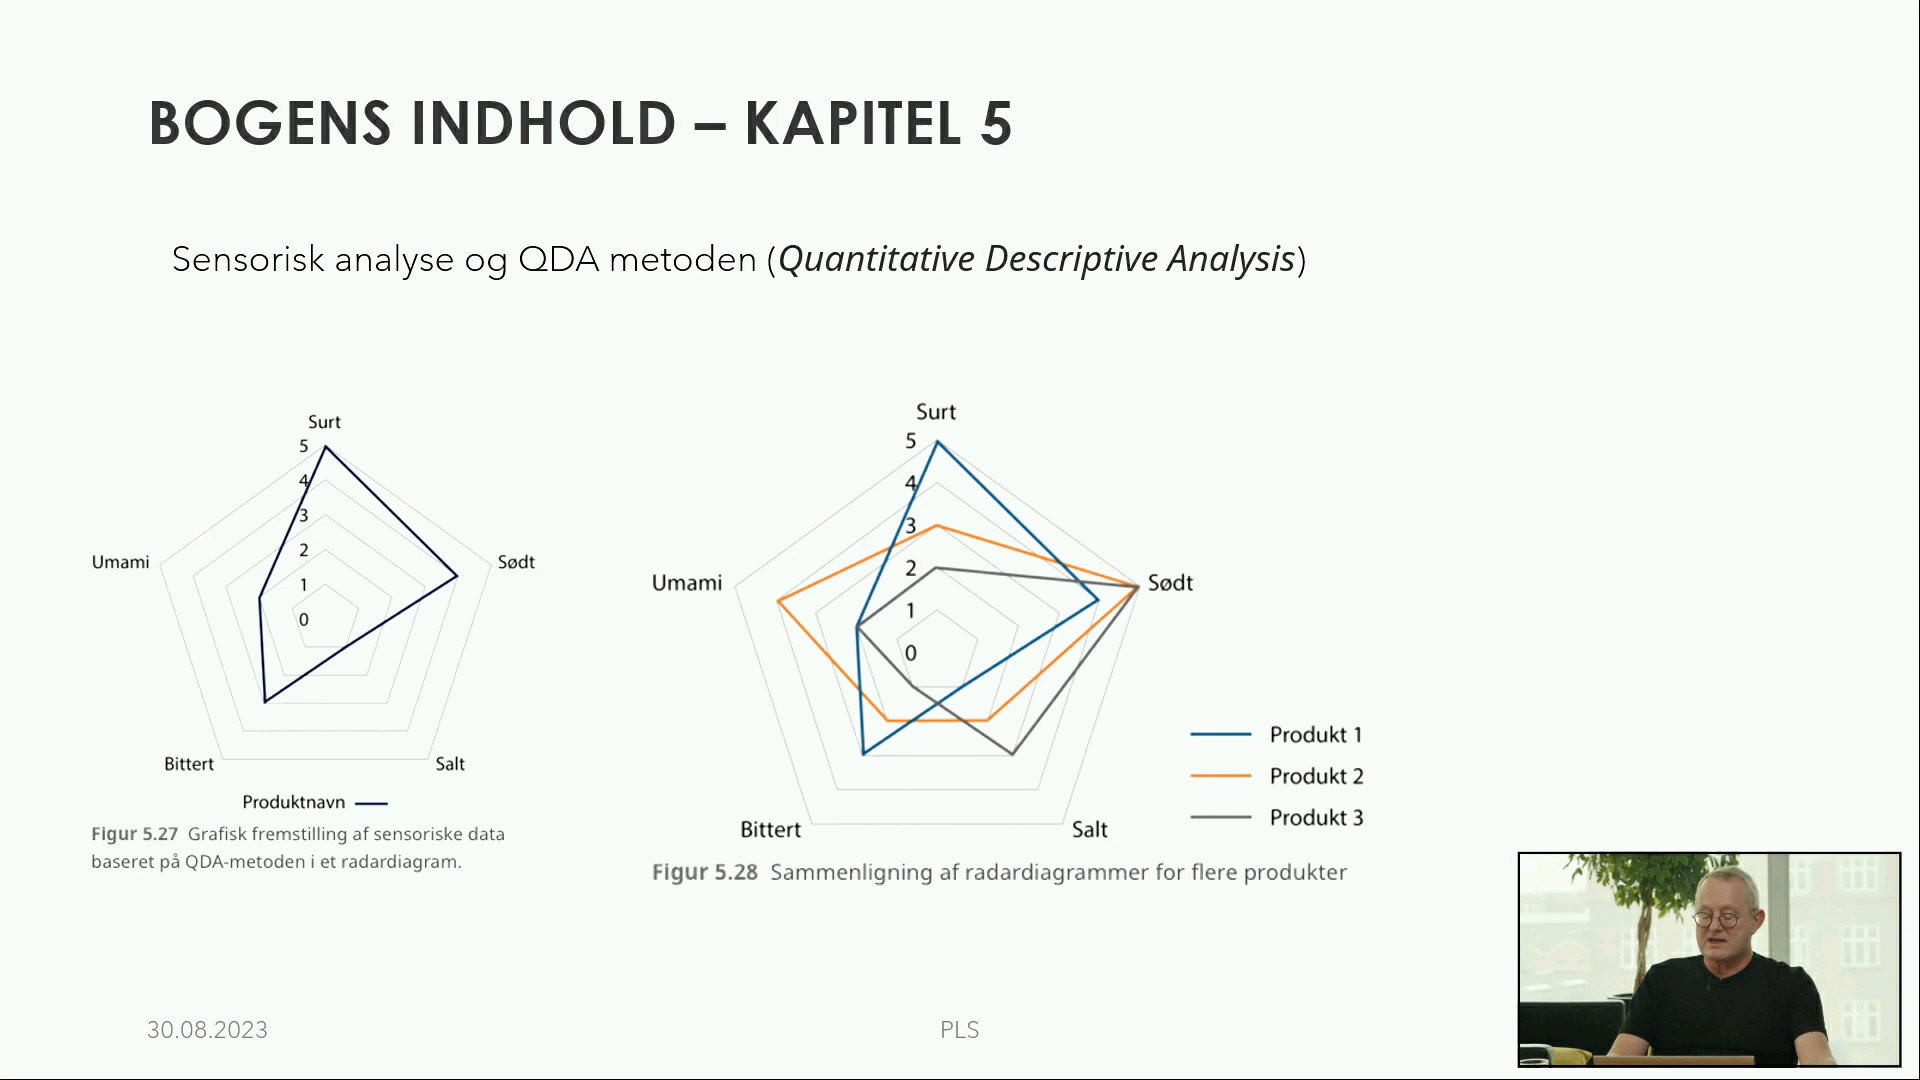 BOGENS INDHOLD – KAPITEL 5
Sensorisk analyse og QDA metoden (Quantitative Descriptive Analysis)
Surt
5
4
3
2
1
0
Umami
Sødt
Bittert
Salt
Produktnavn
Figur 5.27 Grafisk fremstilling af sensoriske data
baseret på QDA-metoden i et radardiagram.
Surt
5
4
3
2
1
0
Umami
Sødt
Bittert
Salt
Produkt 1
Produkt 2
Produkt 3
Figur 5.28 Sammenligning af radardiagrammer for flere produkter
30.08.2023
PLS